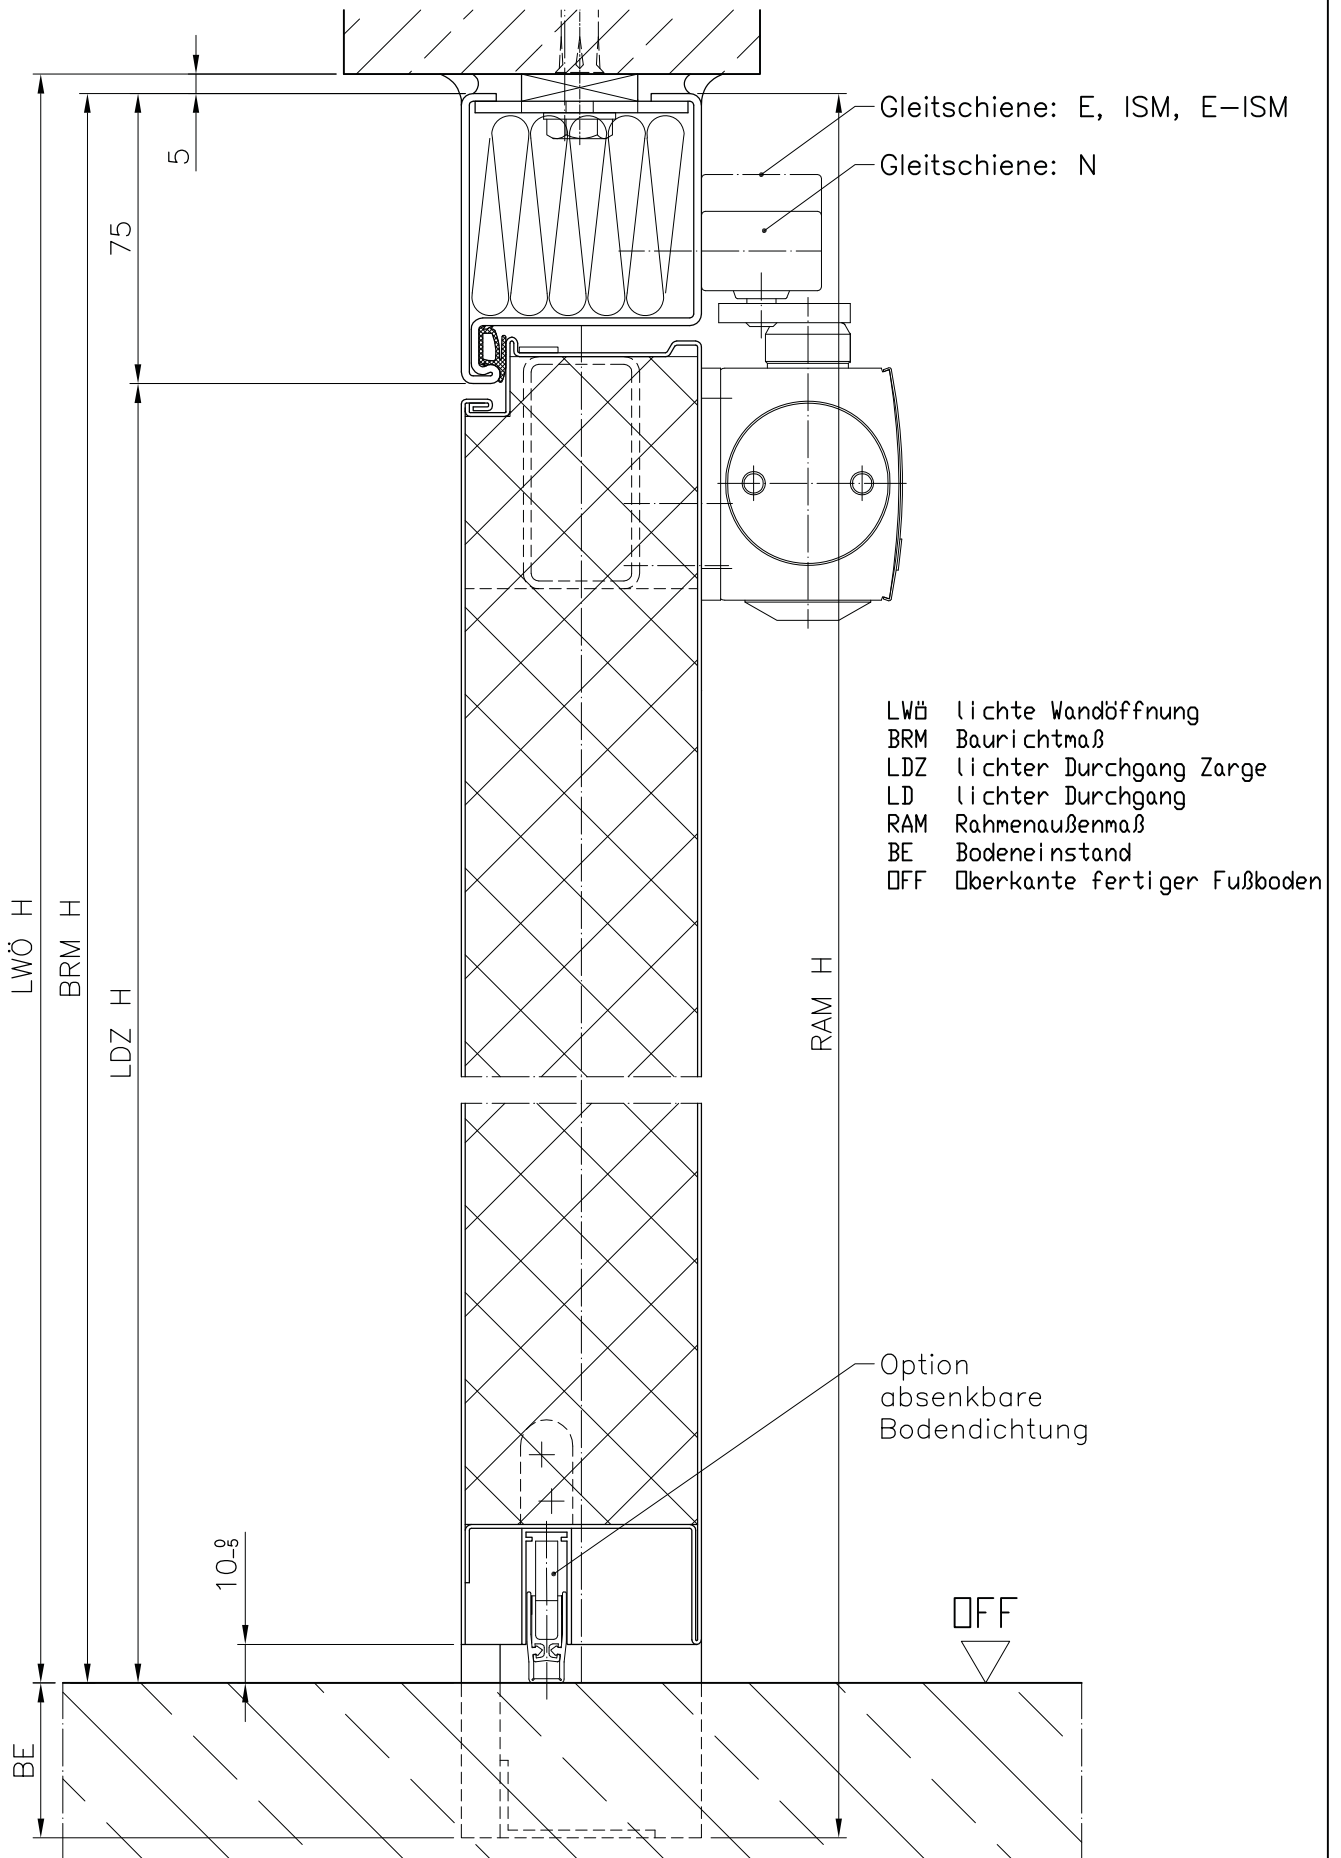 Gleitschiene: E, ISM, E-ISM
Gleitschiene: N
5
75
LWÖ H
BRM H
LDZ H
RAM H
LWö lichte Wandöffnung
BRM Baurichtmaß
LDZ lichter Durchgang Zarge
LD lichter Durchgang
RAM Rahmenaußenmaß
BE Bodeneinstand
OFF Oberkante fertiger Fußboden
Option
absenkbare
Bodendichtung
10 0 -5
OFF
BE